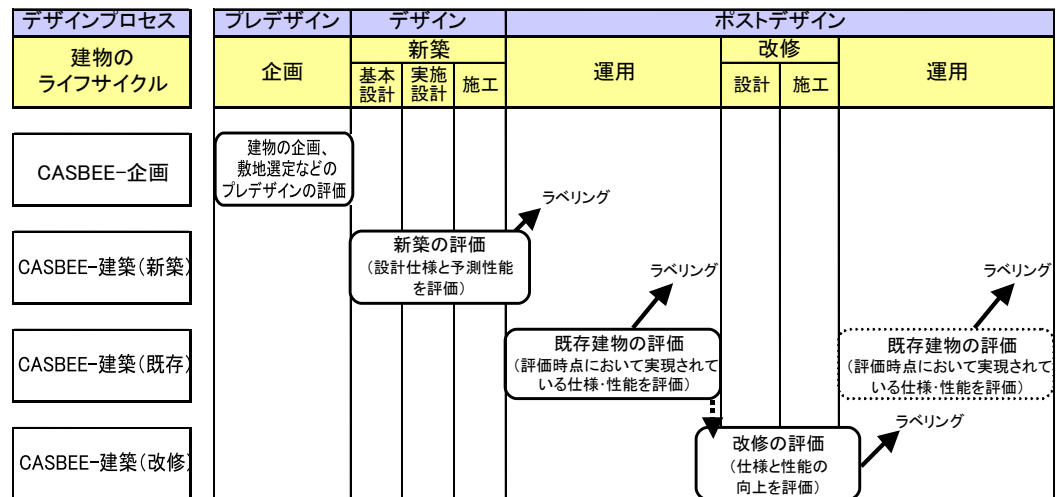 デザインプロセス
プレデザイン
デザイン
ポストデザイン
建物の
ライフサイクル
企画
新築
基本
設計
実施
設計
施工
運用
改修
設計
施工
運用
CASBEE-企画
建物の企画、
敷地選定などの
プレデザインの評価
ラベリング
CASBEE-建築(新築)
新築の評価
(設計仕様と予測性能
を評価)
ラベリング
ラベリング
CASBEE-建築(既存)
既存建物の評価
(評価時点において実現されて
いる仕様・性能を評価)
既存建物の評価
(評価時点において実現されて
いる仕様・性能を評価)
ラベリング
CASBEE-建築(改修)
改修の評価
(仕様と性能の
向上を評価)